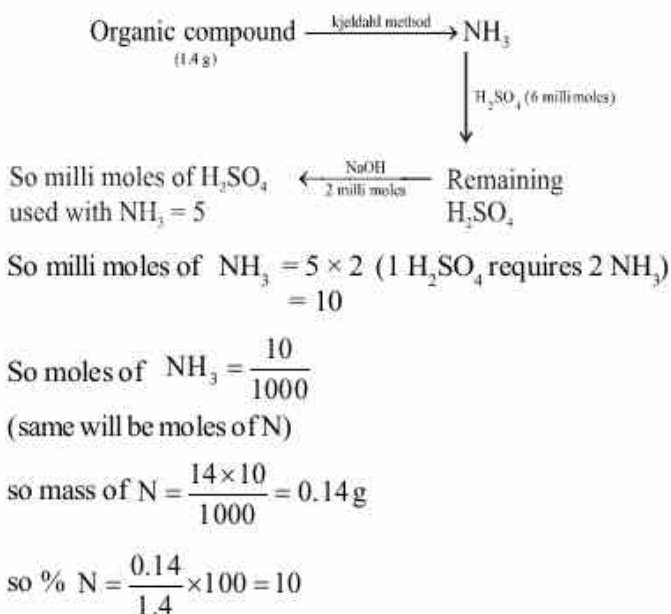 Organic compound kjeldahl method NH₃
(1.4 g)
H₂SO₄ (6 milli moles)
So milli moles of H₂SO₄ NaOH Remaining
used with NH₃ = 5 2 milli moles H₂SO₄
So milli moles of NH₃ = 5 × 2 (1 H₂SO₄ requires 2 NH₃)
= 10
So moles of NH₃ = 10/1000
(same will be moles of N)
so mass of N = 14×10/1000 = 0.14 g
so % N = 0.14/1.4 ×100 = 10